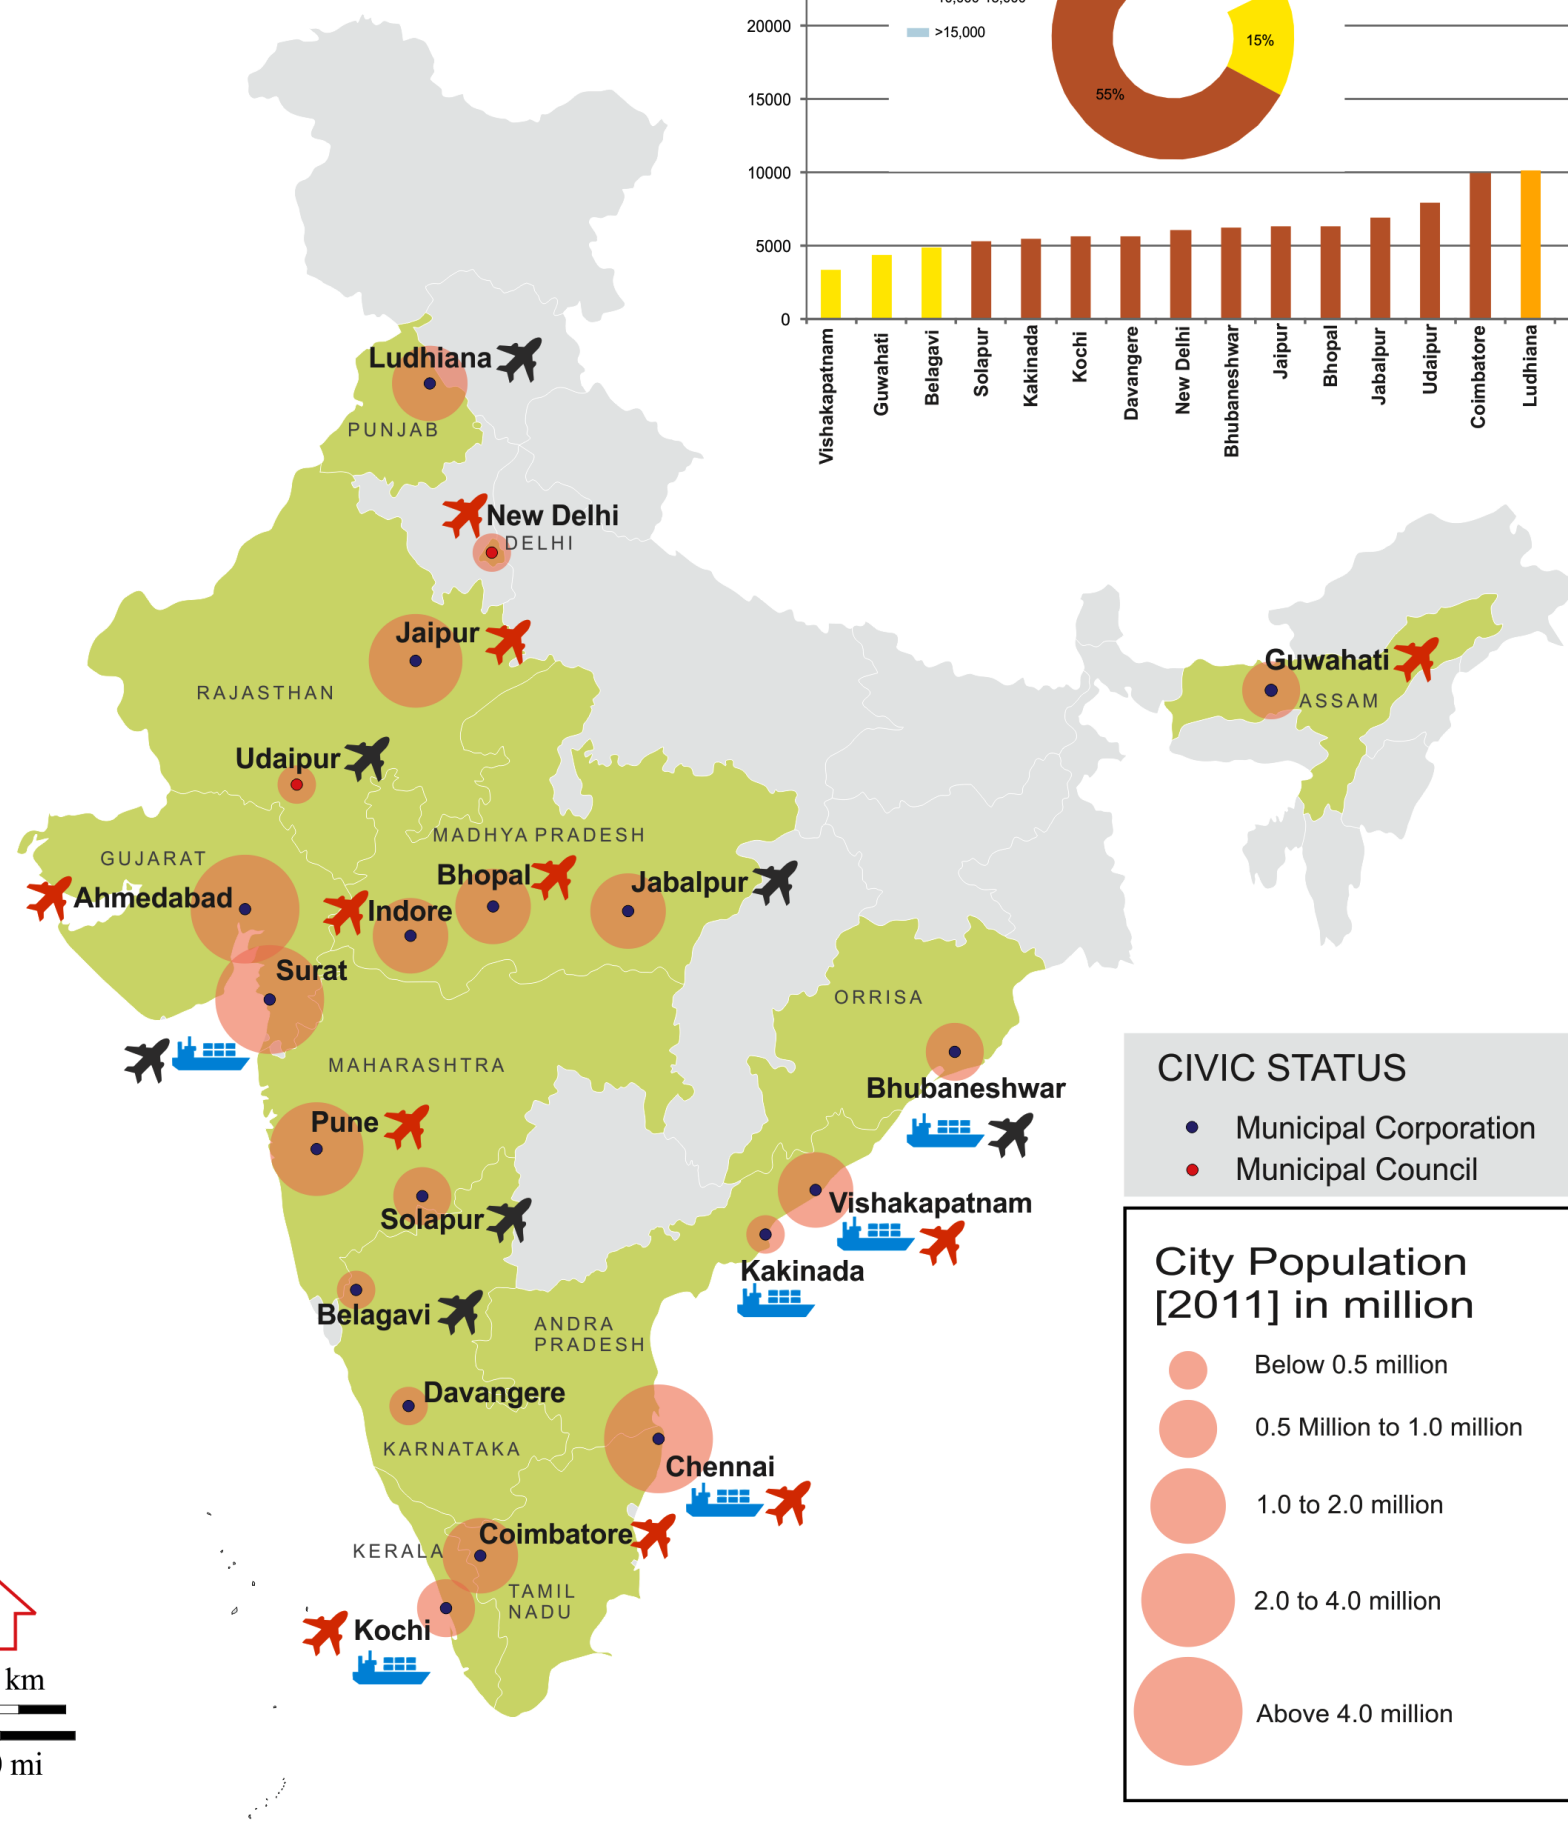 20000
>15,000
15%
15000
55%
10000
5000
0
Vishakapatnam
Guwahati
Belagavi
Solapur
Kakinada
Kochi
Davangere
New Delhi
Bhubaneshwar
Jaipur
Bhopal
Jabalpur
Udaipur
Coimbatore
Ludhiana
Ludhiana
PUNJAB
New Delhi
DELHI
Jaipur
RAJASTHAN
Guwahati
ASSAM
Udaipur
MADHYA PRADESH
GUJARAT
Bhopal
Jabalpur
Ahmedabad
Indore
Surat
ORRISA
MAHARASHTRA
Bhubaneshwar
Pune
Solapur
Vishakapatnam
Kakinada
Belagavi
ANDRA
PRADESH
Davangere
KARNATAKA
Chennai
Coimbatore
KERALA
TAMIL
NADU
Kochi
km
mi
CIVIC STATUS
Municipal Corporation
Municipal Council
City Population
[2011] in million
Below 0.5 million
0.5 Million to 1.0 million
1.0 to 2.0 million
2.0 to 4.0 million
Above 4.0 million